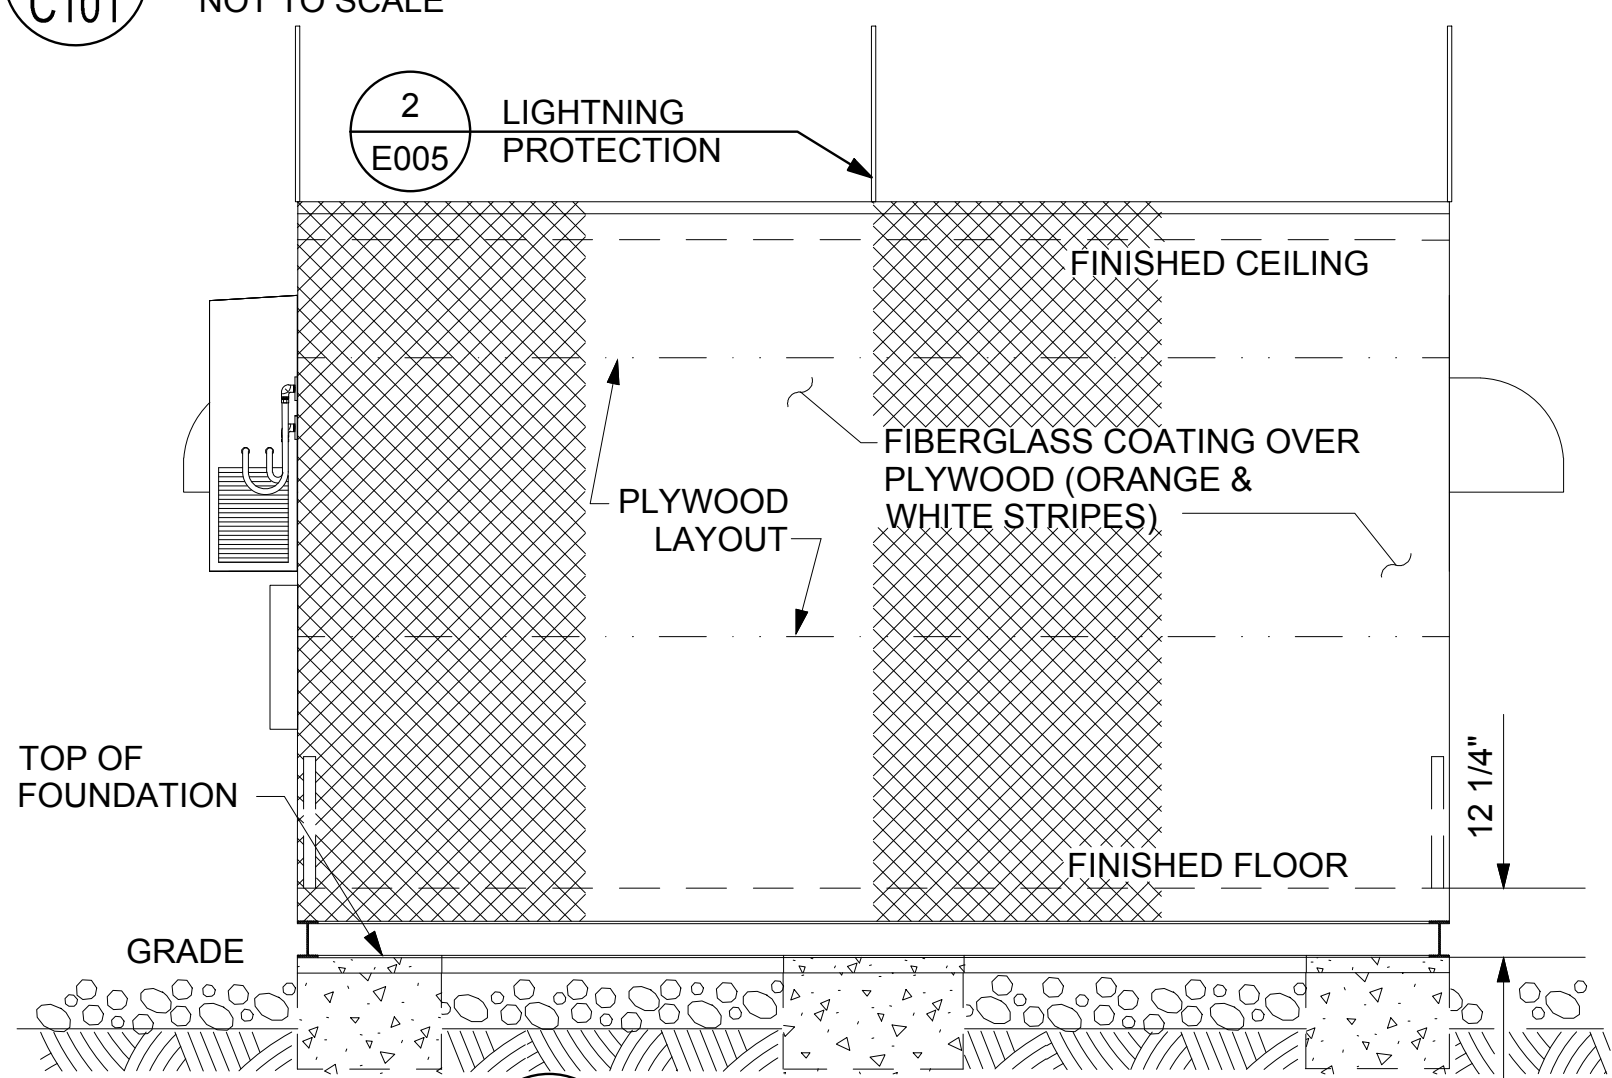 C101
NOT TO SCALE
2
E005
LIGHTNING
PROTECTION
FINISHED CEILING
FIBERGLASS COATING OVER
PLYWOOD (ORANGE &
WHITE STRIPES)
PLYWOOD
LAYOUT
TOP OF
FOUNDATION
12 1/4"
FINISHED FLOOR
GRADE